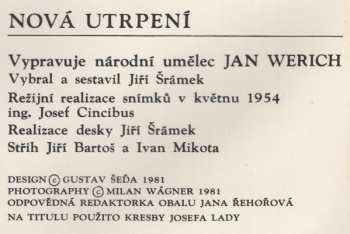 NOVÁ UTRPENÍ
Vypravuje národní umělec JAN WERICH
Vybral a sestavil Jiří Šrámek
Režijní realizace snímků v květnu 1954
ing. Josef Cincibus
Realizace desky Jiří Šrámek
Střih Jiří Bartoš a Ivan Mikota
DESIGN © GUSTAV ŠEĎA 1981
PHOTOGRAPHY © MILAN WÁGNER 1981
ODPOVĚDNÁ REDAKTORKA OBALU JANA ŘEHOŘOVÁ
NA TITULU POUŽITO KRESBY JOSEFA LADY